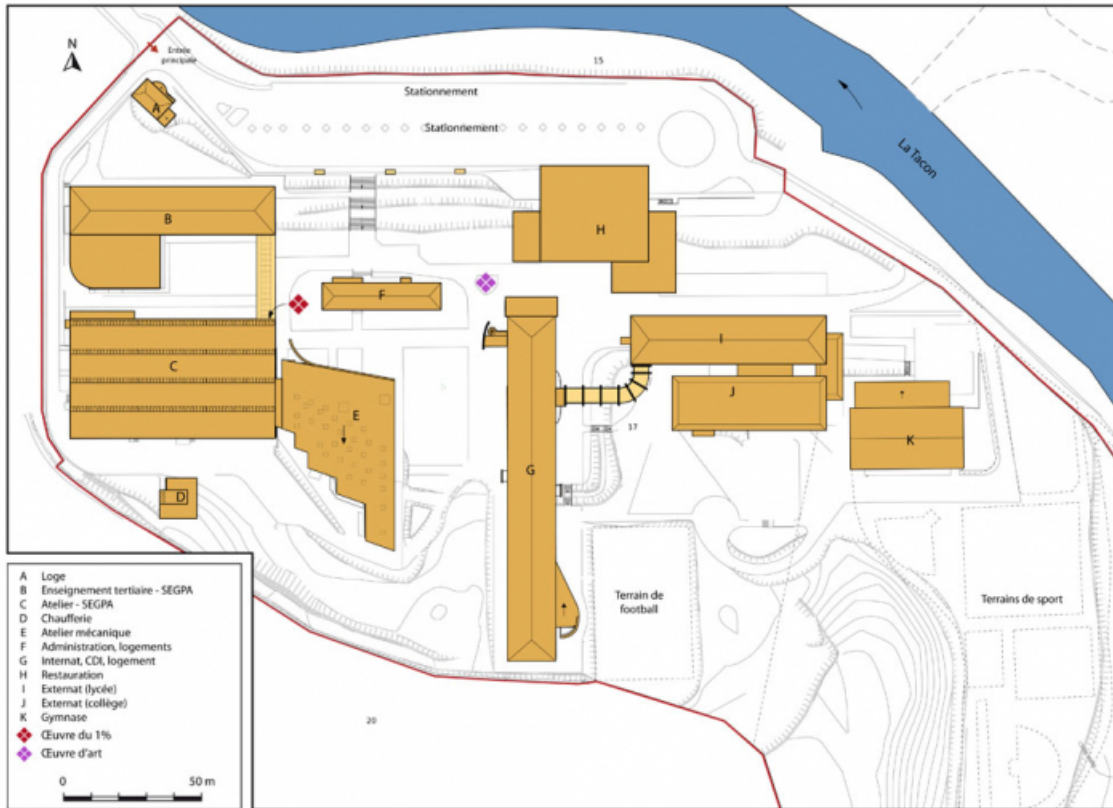 N
Entrée
principale
15
Stationnement
Stationnement
La Tacon
A
B
H
F
C
I
E
J
17
K
G
D
Terrain de
football
Terrains de sport
A Loge
B Enseignement tertiaire - SEGPA
C Atelier - SEGPA
D Chaufferie
E Atelier mécanique
F Administration, logements
G Internat, CDI, logement
H Restauration
I Externat (lycée)
J Externat (collège)
K Gymnase
Œuvre du 1%
Œuvre d'art
20
0 50 m